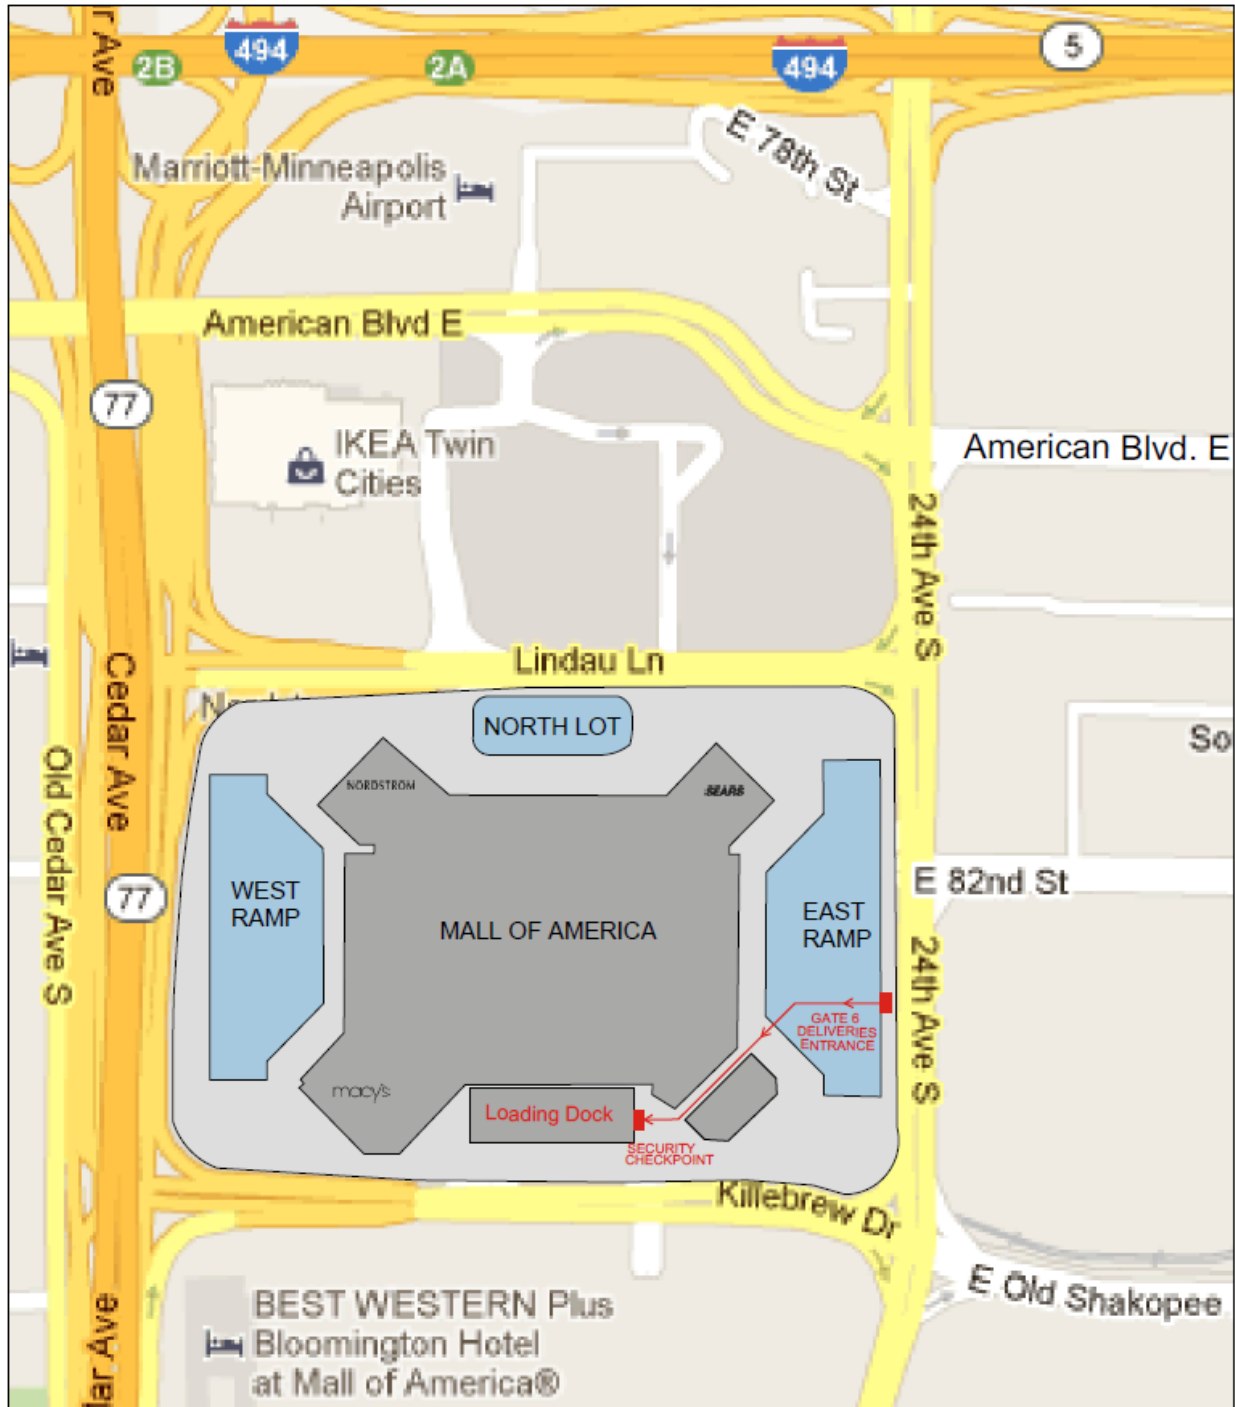 r Ave
494
2B
2A
494
5
E 78th St
Marriott-Minneapolis
Airport
American Blvd E
77
IKEA Twin
Cities
American Blvd. E
24th Ave S
Lindau Ln
Cedar Ave
Old Cedar Ave S
NORTH LOT
So
NORDSTROM
SEARS
WEST
RAMP
77
MALL OF AMERICA
EAST
RAMP
E 82nd St
24th Ave S
GATE 6
DELIVERIES
ENTRANCE
macy's
Loading Dock
SECURITY
CHECKPOINT
Killebrew Dr
E Old Shakopee
BEST WESTERN Plus
Bloomington Hotel
at Mall of America®
dar Ave